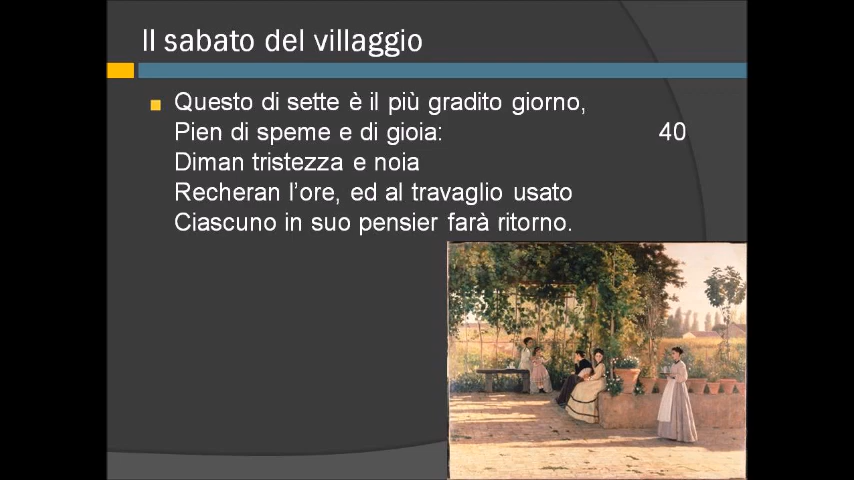 Il sabato del villaggio
Questo di sette è il più gradito giorno,
Pien di speme e di gioia: 40
Diman tristezza e noia
Recheran l’ore, ed al travaglio usato
Ciascuno in suo pensier farà ritorno.